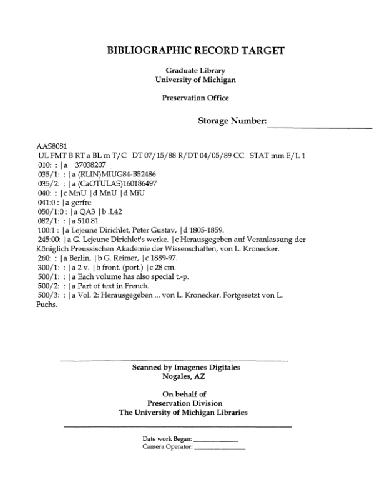 BIBLIOGRAPHIC RECORD TARGET
Graduate Library
University of Michigan
Preservation Office
Storage Number:
AAS8031
UL FMT B RT a BL m T/C DT 07/15/88 R/DT 04/05/89 CC STAT mm E/L 1
010: : |a 37038207
035/1: : |a (RLIN)MIUG84-B52486
035/2: : |a (CaOTULAS)160186497
040: : |c MnU |d MnU |d MiU
041:0 : |a gerfre
050/1:0 : |a QA3 |b .L42
082/1: : |a 510.81
100:1 : |a Lejeune Dirichlet, Peter Gustav, |d 1805-1859.
245:00: |a G. Lejeune Dirichlet's werke. |c Herausgegeben auf Veranlassung der
Königlich Preussischen Akademie der Wissenschaften, von L. Kronecker.
260: : |a Berlin, |b G. Reimer, |c 1889-97.
300/1: : |a 2 v. |b front. (port.) |c 28 cm.
500/1: : |a Each volume has also special t.-p.
500/2: : |a Part of text in French.
500/3: : |a Vol. 2: Herausgegeben ... von L. Kronecker. Fortgesetzt von L.
Fuchs.
Scanned by Imagenes Digitales
Nogales, AZ
On behalf of
Preservation Division
The University of Michigan Libraries
Date work Began:
Camera Operator: